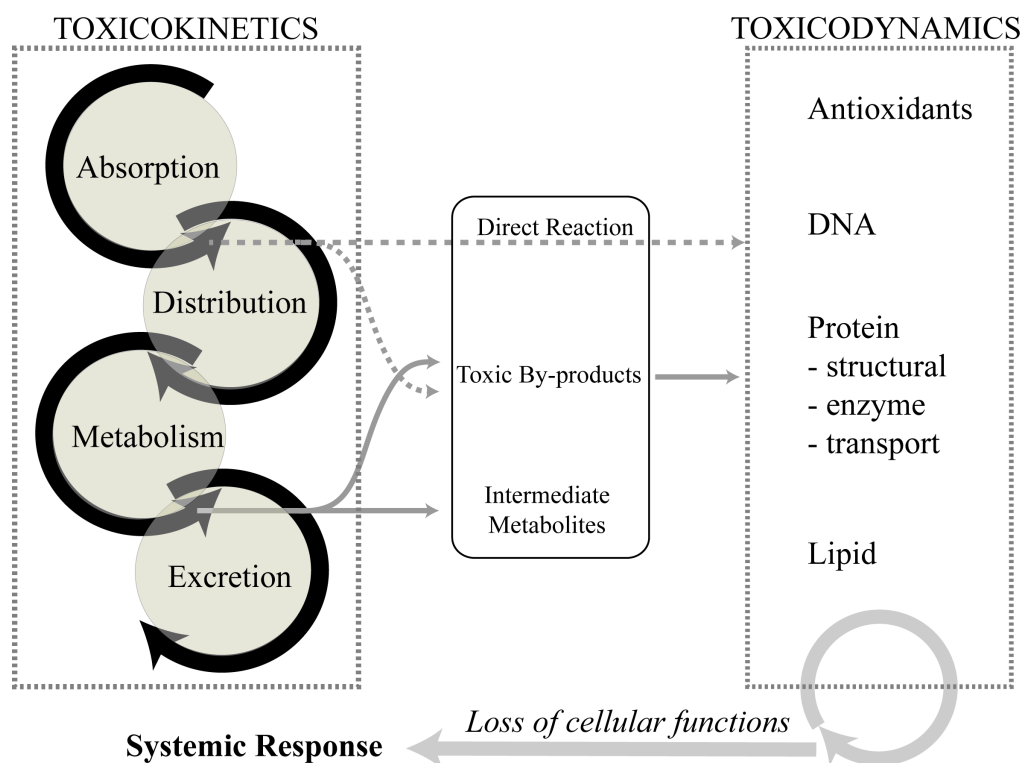 TOXICOKINETICS
Absorption
Distribution
Metabolism
Excretion
Direct Reaction
Toxic By-products
Intermediate
Metabolites
TOXICODYNAMICS
Antioxidants
DNA
Protein
- structural
- enzyme
- transport
Lipid
Loss of cellular functions
Systemic Response